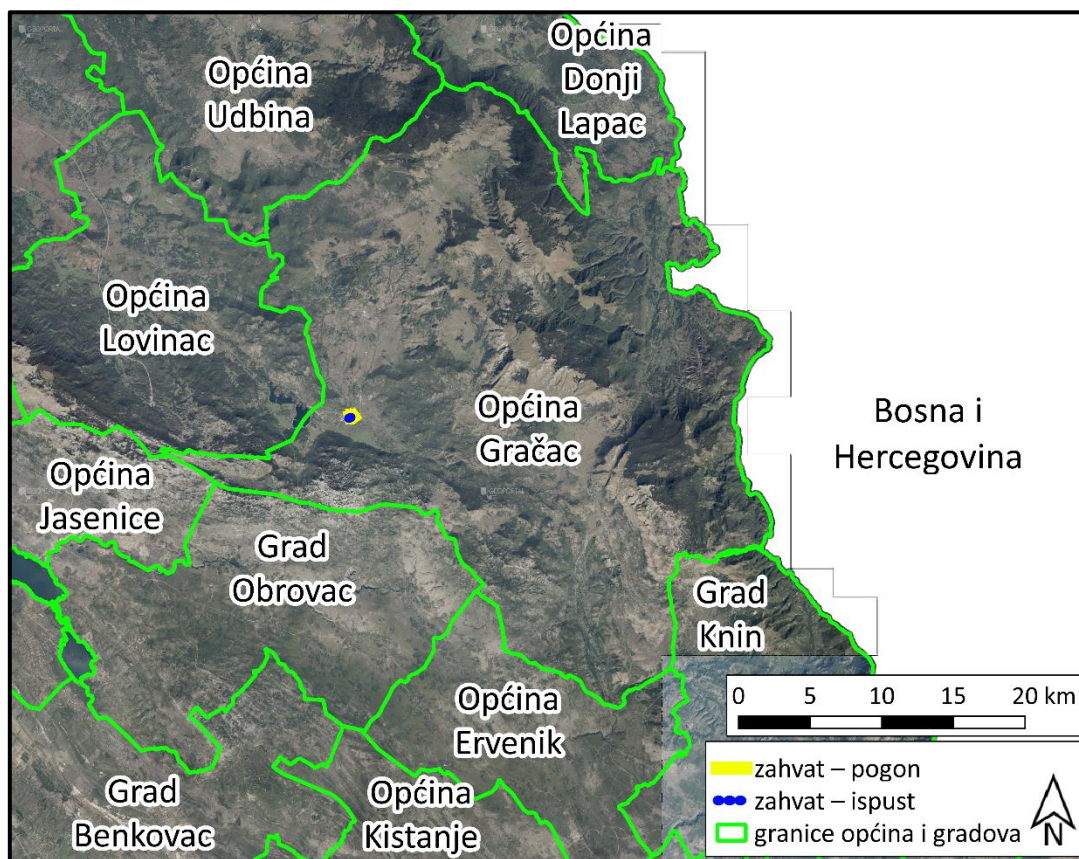 GEOPORTAL
Općina
Donji
Lapac
Općina
Udbina
Općina
Lovinac
Općina
Gračac
Bosna i
Hercegovina
Općina
Jasenice
Grad
Obrovac
Grad
Knin
Općina
Ervenik
Grad
Benkovac
Općina
Kistanje
0 5 10 15 20 km
zahvat – pogon
zahvat – ispust
granice općina i gradova
N